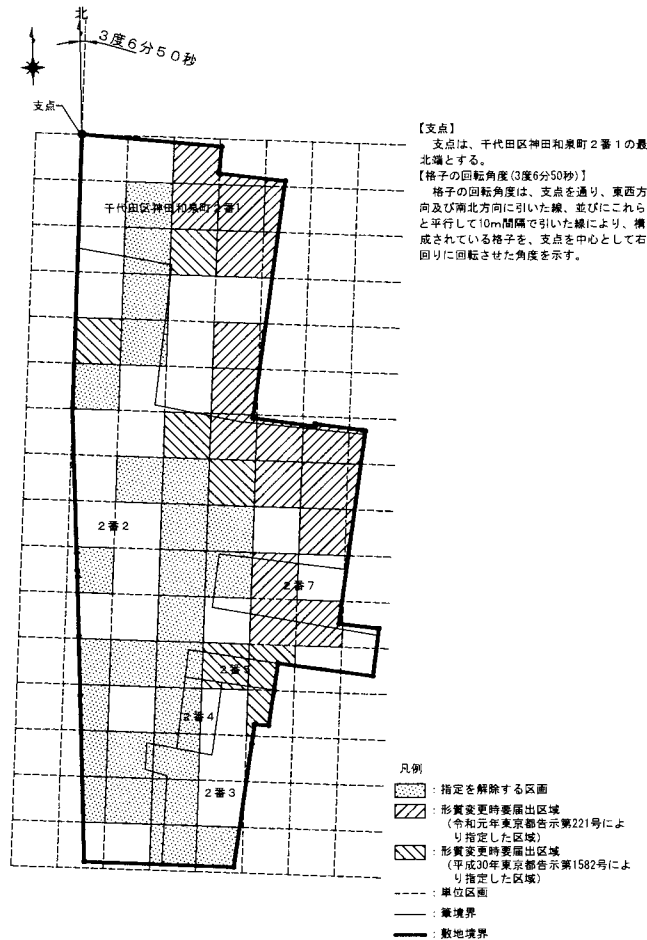 北
3度6分50秒
支点
【支点】
支点は、千代田区神田和泉町2番1の最
北端とする。
【格子の回転角度(3度6分50秒)】
格子の回転角度は、支点を通り、東西方
向及び南北方向に引いた線、並びにこれら
と平行して10m間隔で引いた線により、構
成されている格子を、支点を中心として右
回りに回転させた角度を示す。
千代田区神田和泉町2番1
2番2
2番7
2番5
2番4
2番3
凡例
：指定を解除する区画
：形質変更時要届出区域
(令和元年東京都告示第221号によ
り指定した区域)
：形質変更時要届出区域
(平成30年東京都告示第1582号によ
り指定した区域)
：単位区画
：筆境界
：敷地境界